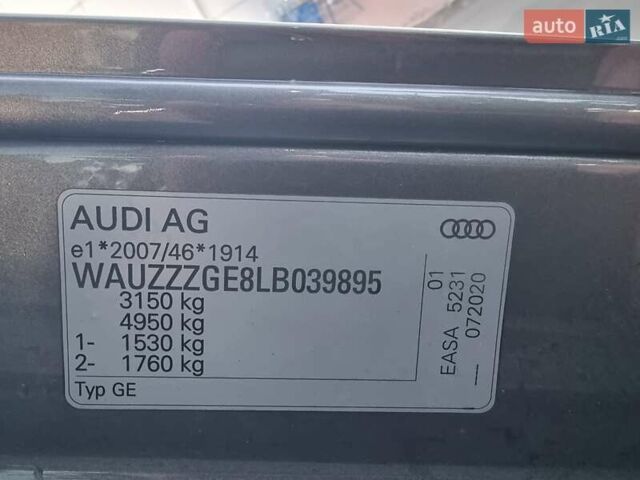 auto RIA
AUDI AG
e1*2007/46*1914
WAUZZZGE8LB039895
3150 kg
4950 kg
1- 1530 kg
2- 1760 kg
Typ GE
01
EASA 5231
072020